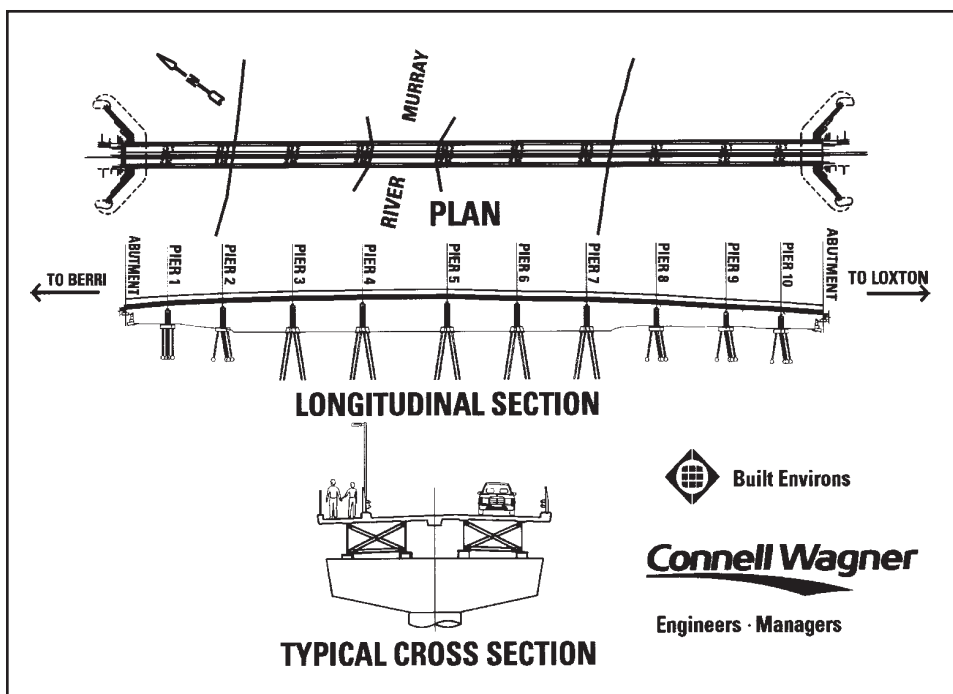 N
MURRAY
RIVER
PLAN
ABUTMENT
PIER 1
PIER 2
PIER 3
PIER 4
PIER 5
PIER 6
PIER 7
PIER 8
PIER 9
PIER 10
ABUTMENT
TO BERRI
TO LOXTON
LONGITUDINAL SECTION
Built Environs
Connell Wagner
Engineers · Managers
TYPICAL CROSS SECTION